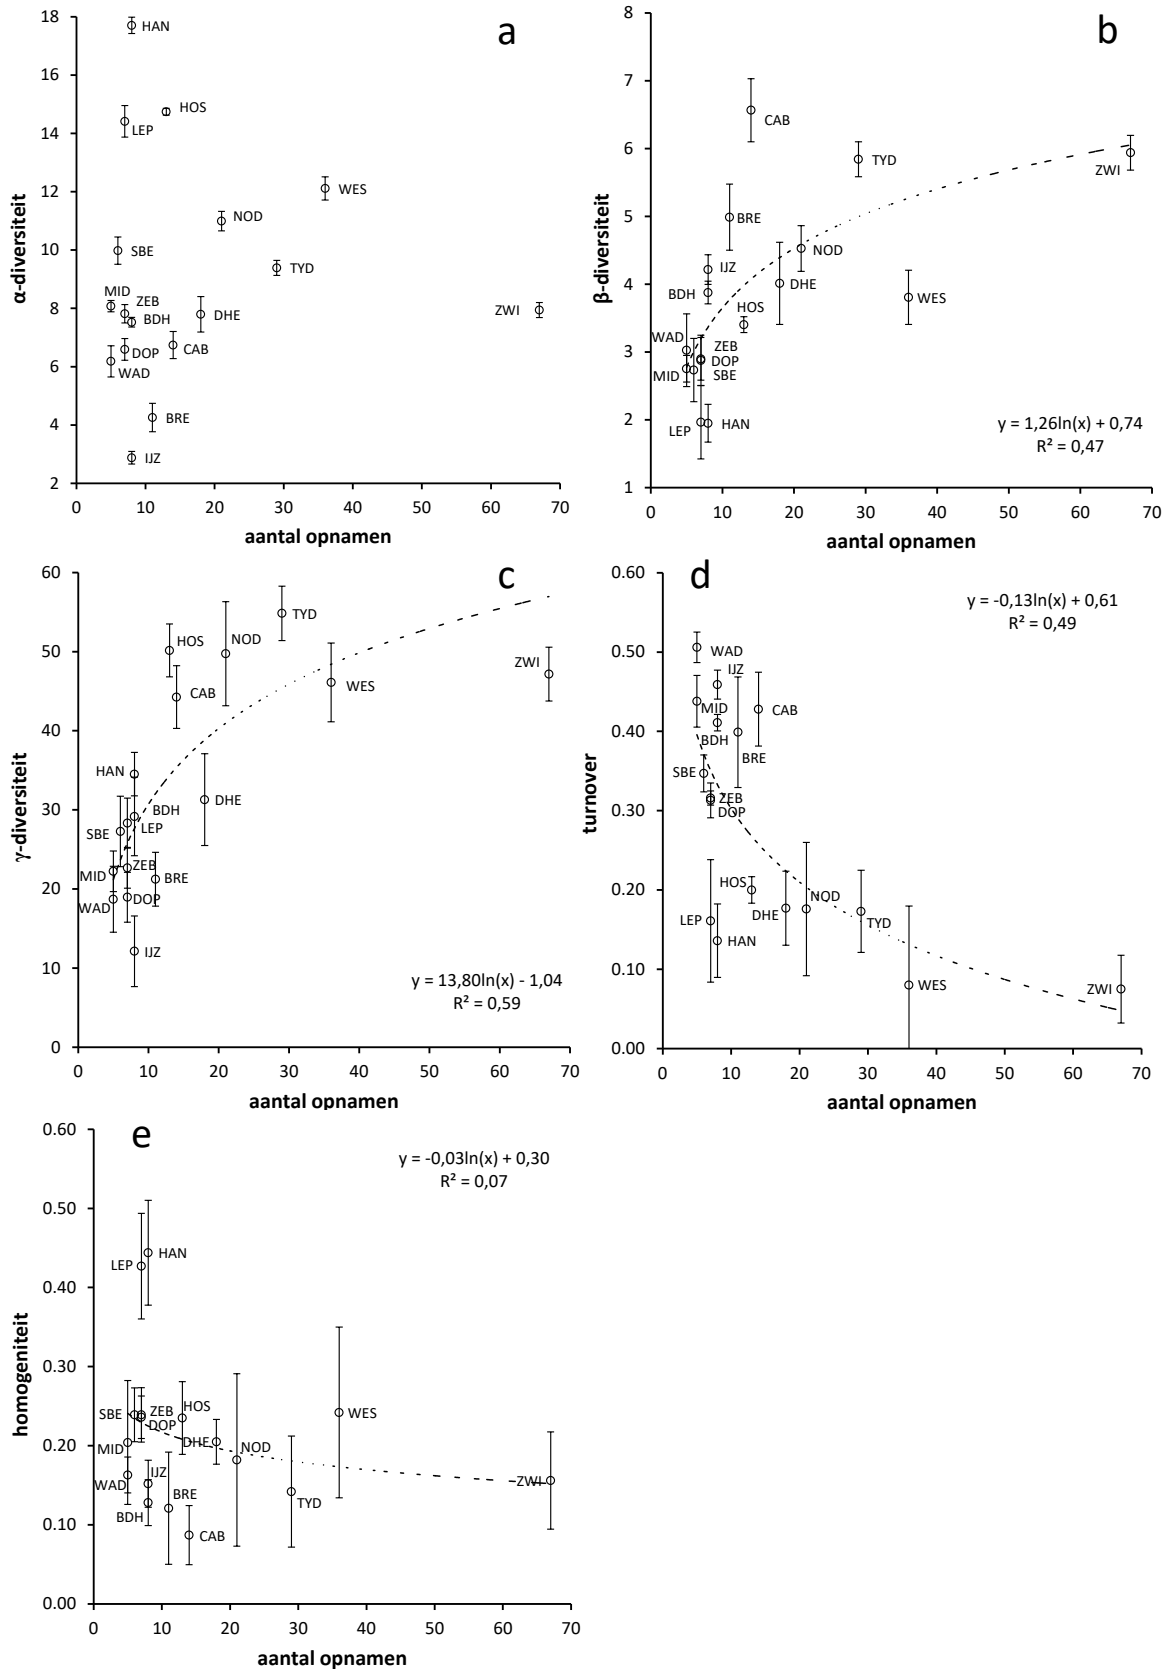 a
18
16
14
12
10
8
6
4
2
α-diversiteit
HAN
HOS
LEP
WES
NOD
SBE
TYD
MID
ZEB
BDH
DHE
ZWI
DOP
CAB
WAD
BRE
IJZ
0 10 20 30 40 50 60 70
aantal opnamen
b
8
7
6
5
4
3
2
1
β-diversiteit
CAB
TYD
ZWI
BRE
NOD
IJZ
BDH
DHE
WES
HOS
WAD
ZEB
DOP
MID
SBE
LEP
HAN
y = 1,26ln(x) + 0,74
R² = 0,47
0 10 20 30 40 50 60 70
aantal opnamen
c
60
50
40
30
20
10
0
γ-diversiteit
TYD
HOS
NOD
ZWI
CAB
WES
HAN
BDH
DHE
LEP
SBE
ZEB
MID
BRE
DOP
WAD
IJZ
y = 13,80ln(x) - 1,04
R² = 0,59
0 10 20 30 40 50 60 70
aantal opnamen
d
0.60
0.50
0.40
0.30
0.20
0.10
0.00
turnover
y = -0,13ln(x) + 0,61
R² = 0,49
WAD
IJZ
MID
CAB
BDH
BRE
SBE
ZEB
DOP
HOS
NOD
LEP
DHE
TYD
HAN
WES
ZWI
0 10 20 30 40 50 60 70
aantal opnamen
e
0.60
0.50
0.40
0.30
0.20
0.10
0.00
homogeniteit
y = -0,03ln(x) + 0,30
R² = 0,07
HAN
LEP
SBE
ZEB
HOS
WES
DOP
MID
DHE
NOD
WAD
IJZ
ZWI
BDH
BRE
TYD
CAB
0 10 20 30 40 50 60 70
aantal opnamen